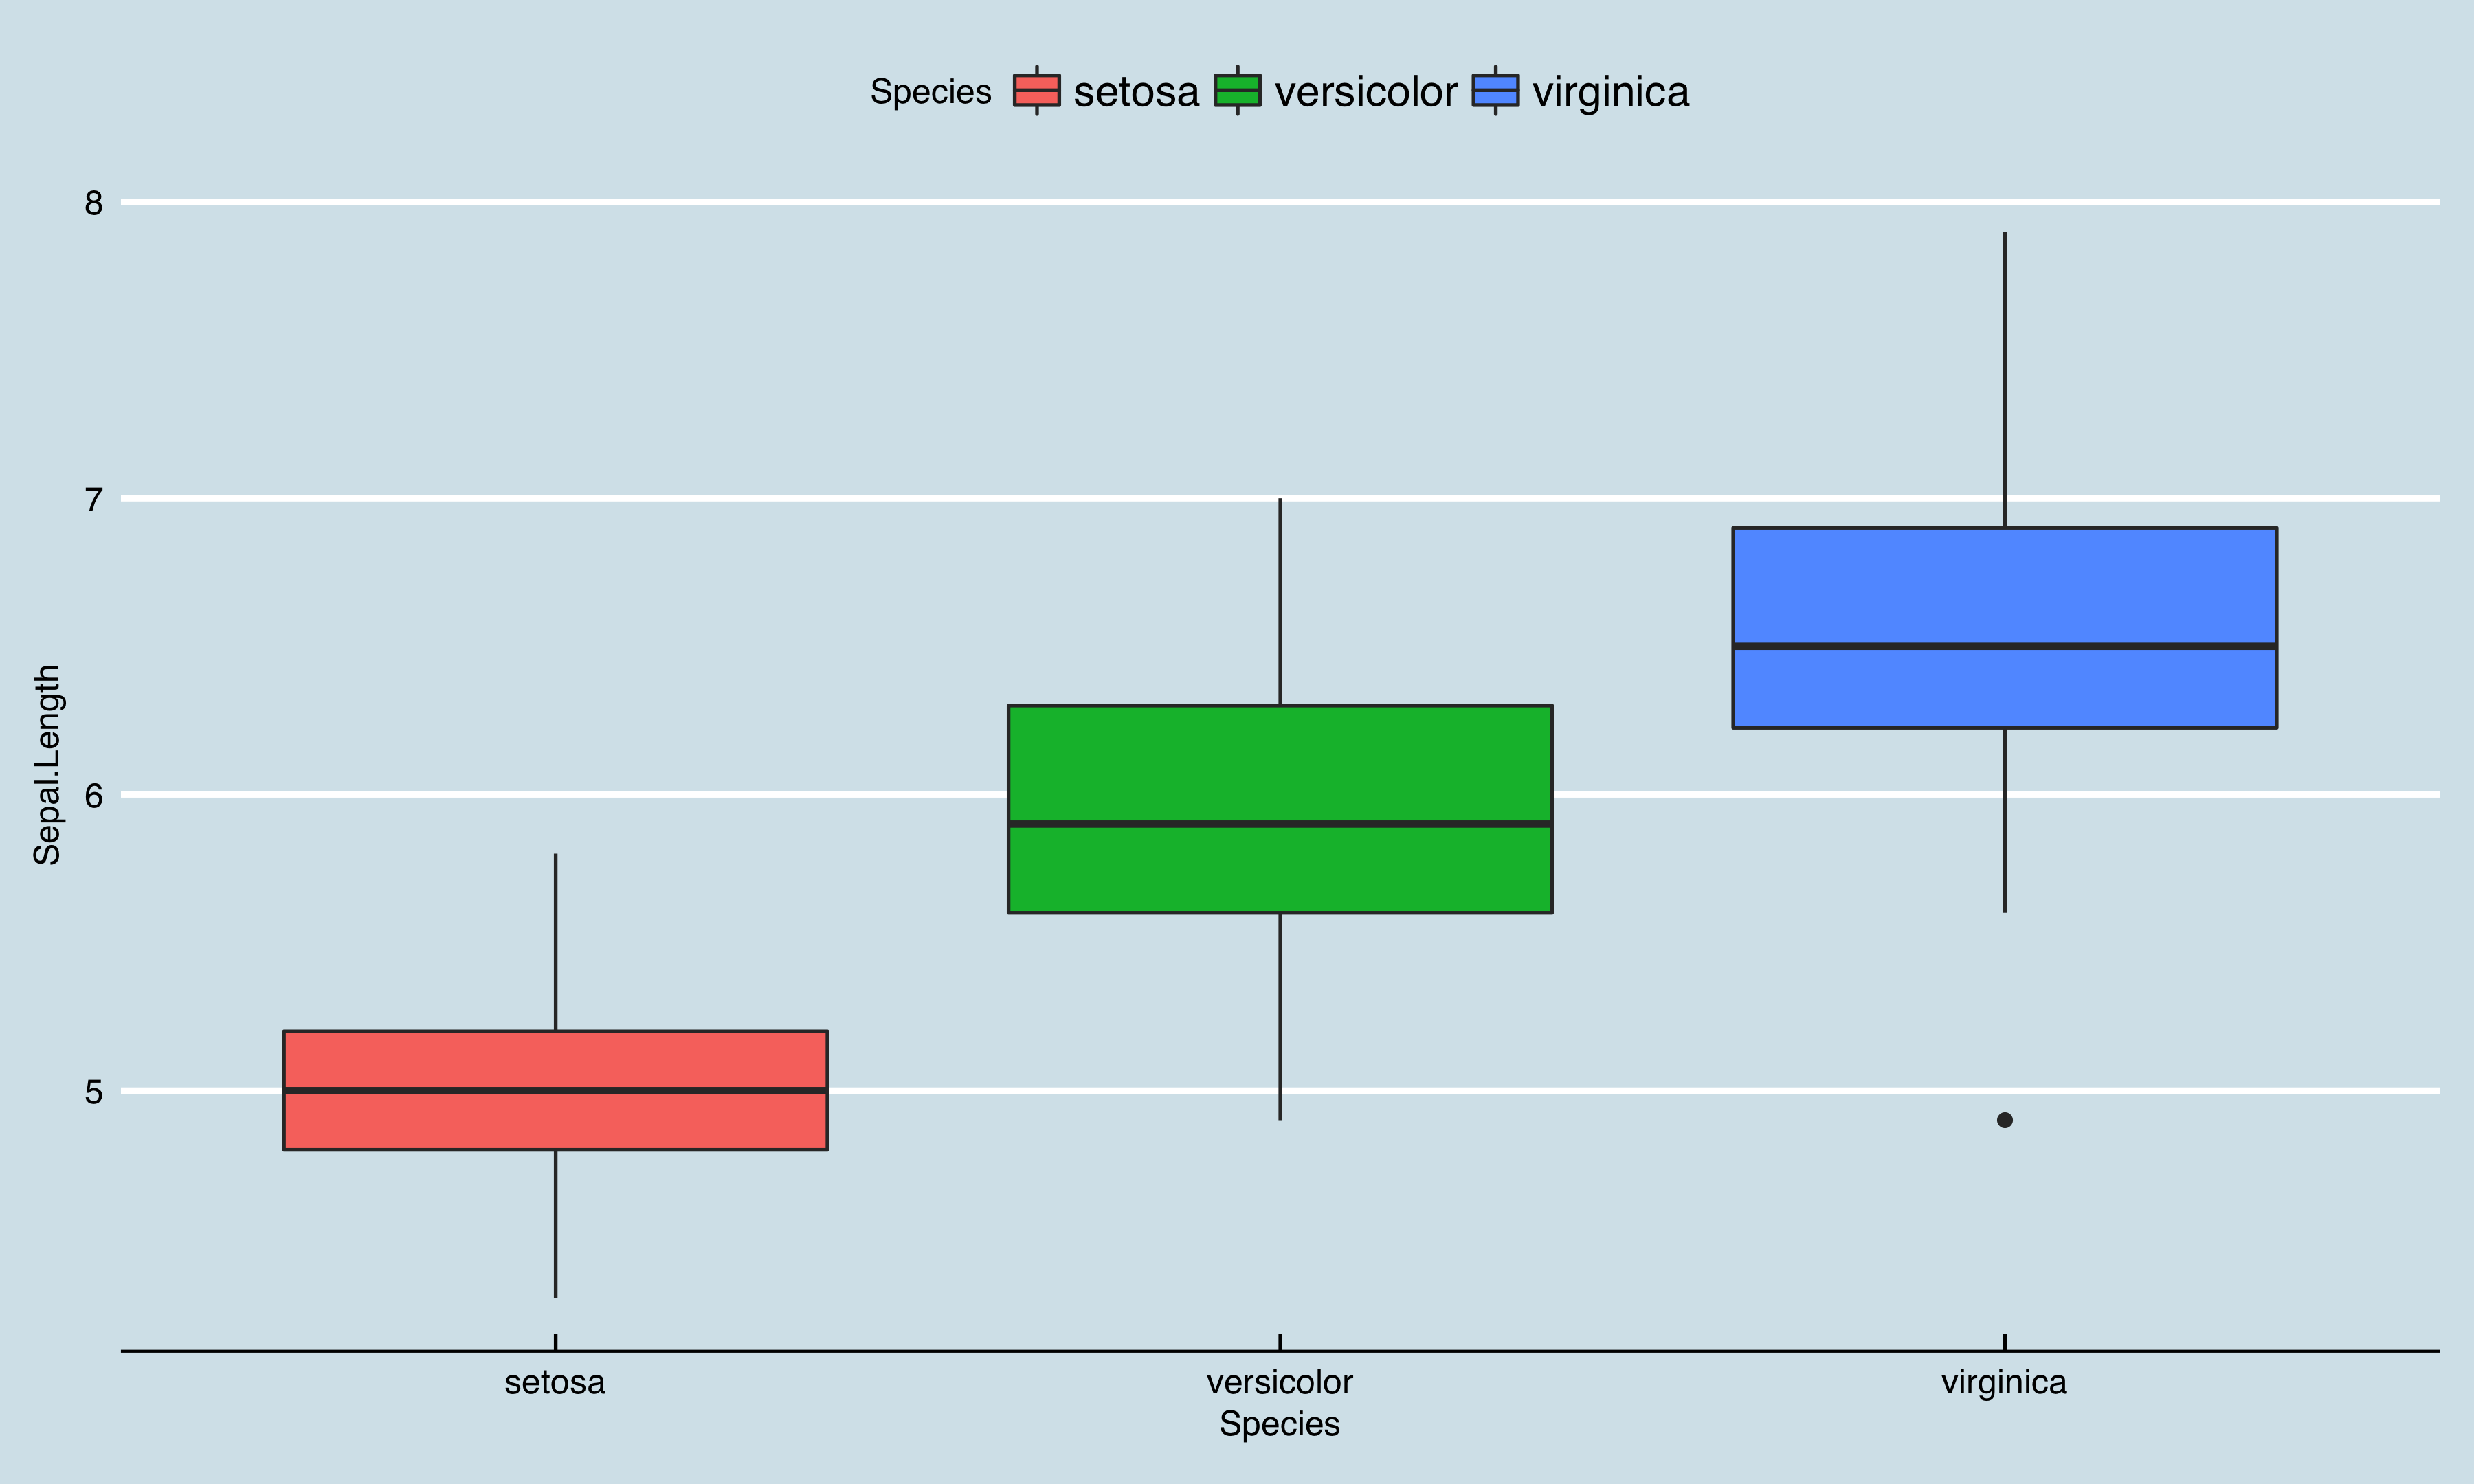 Species setosa versicolor virginica
8
7
6
5
Sepal.Length
setosa versicolor virginica
Species